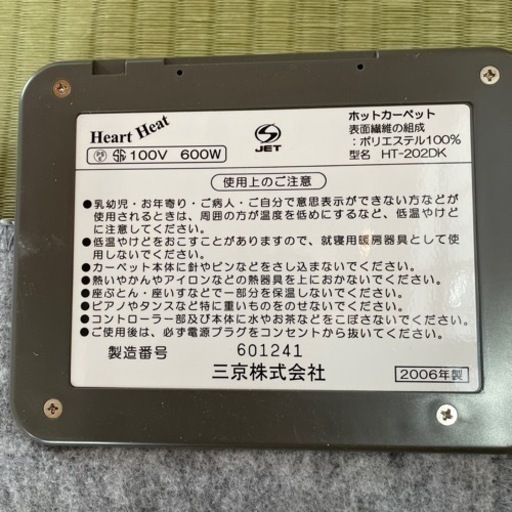 Heart Heat
100V 600W
JET
ホットカーペット
表面繊維の組成
:ポリエステル100%
型名 HT-202DK
使用上のご注意
●乳幼児・お年寄り・ご病人・ご自分で意思表示ができない方などが
使用されるときは、周囲の方が温度を低めにするなど、低温やけど
に注意してください。
●低温やけどをおこすことがありますので、就寝用暖房器具として使
用しないでください。
●カーペット本体に針やピンなどをさし込まないでください。
●熱いやかんやアイロンなどの熱器具を上におかないでください。
●座ぶとん・座いすなどで一部分を保温しないでください。
●ピアノやタンスなど特に重いものをのせないでください。
●コントローラー部及び本体に水やお茶などをこぼさないでください。
●ご使用後は、必ず電源プラグをコンセントから抜いてください。
製造番号 601241
三京株式会社
2006年製